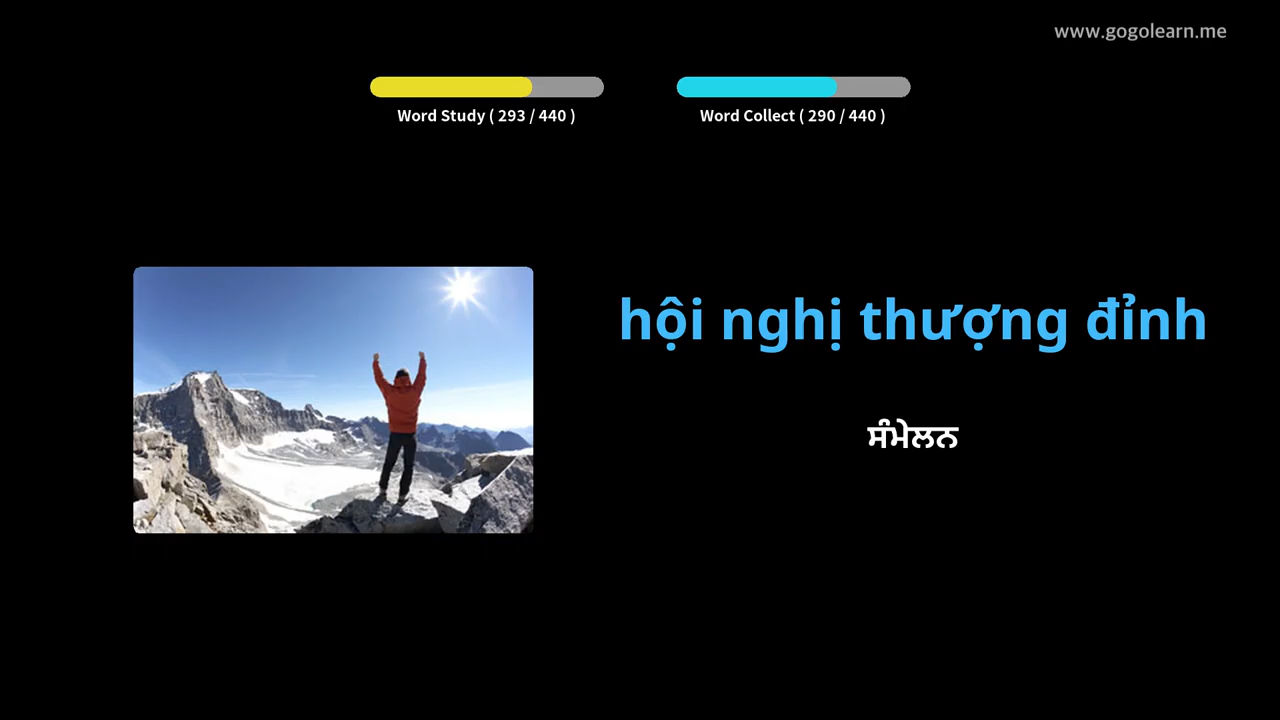 www.gogolearn.me
Word Study ( 293 / 440 )
Word Collect ( 290 / 440 )
hội nghị thượng đỉnh
ਸੰਮੇਲਨ